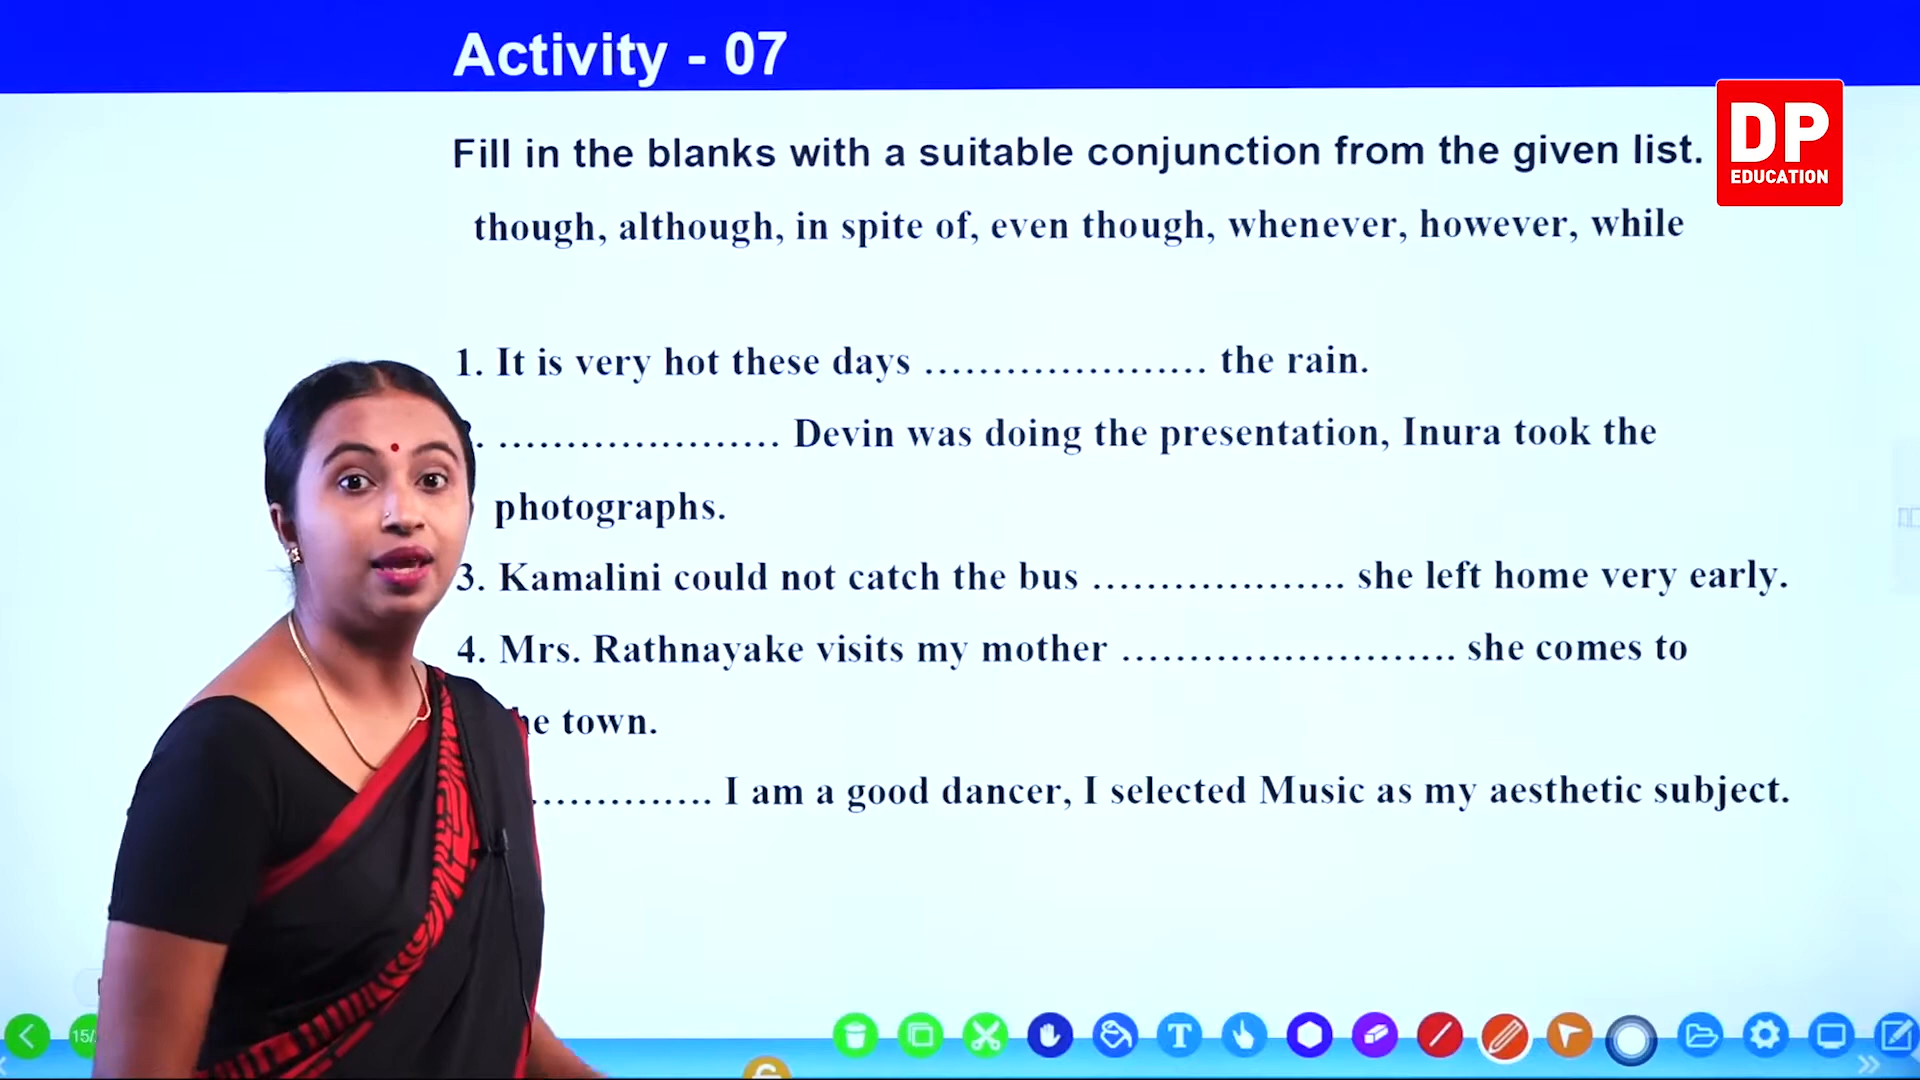 Activity - 07
DP
EDUCATION
Fill in the blanks with a suitable conjunction from the given list.
though, although, in spite of, even though, whenever, however, while
1. It is very hot these days ..................... the rain.
..................... Devin was doing the presentation, Inura took the
photographs.
3. Kamalini could not catch the bus ................... she left home very early.
4. Mrs. Rathnayake visits my mother ......................... she comes to
town.
.............. I am a good dancer, I selected Music as my aesthetic subject.
15/
T